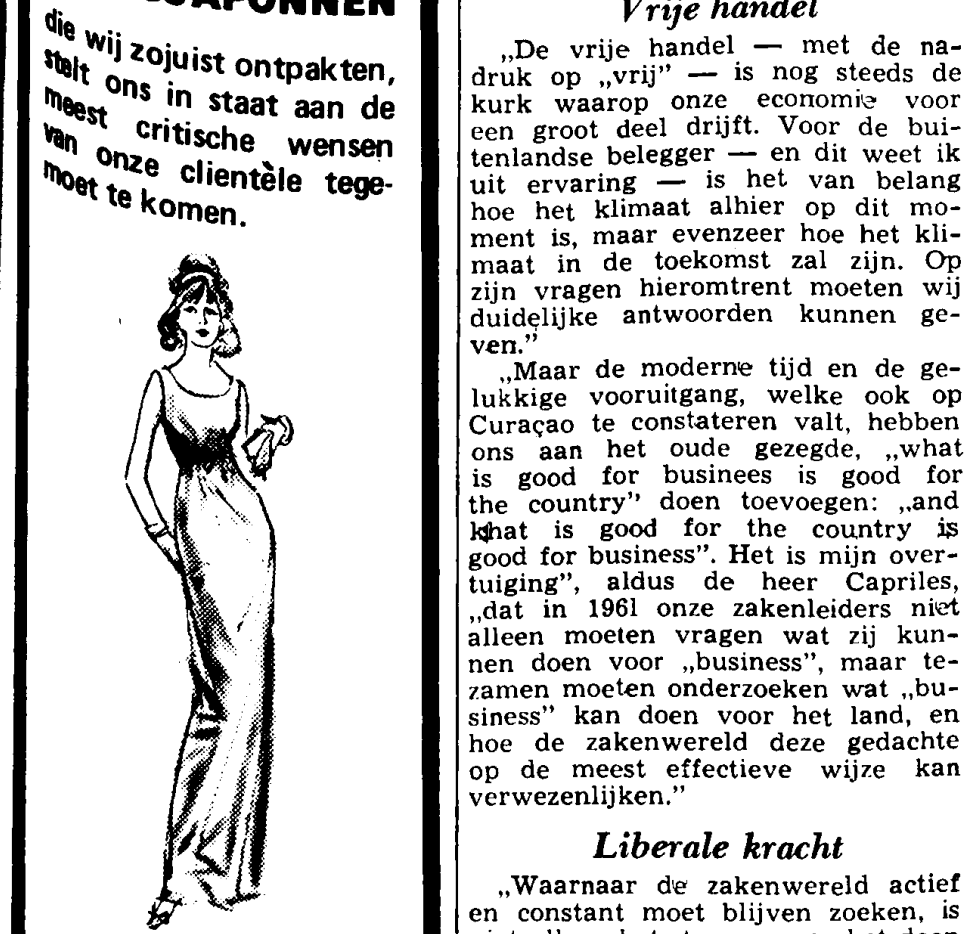 die wij zojuist ontpakten,
stelt ons in staat aan de
meest critische wensen
van onze clientèle tege-
moet te komen.
Vrije handel
„De vrije handel — met de na-
druk op „vrij” — is nog steeds de
kurk waarop onze economie voor
een groot deel drijft. Voor de bui-
tenlandse belegger — en dit weet ik
uit ervaring — is het van belang
hoe het klimaat alhier op dit mo-
ment is, maar evenzeer hoe het kli-
maat in de toekomst zal zijn. Op
zijn vragen hieromtrent moeten wij
duidelijke antwoorden kunnen ge-
ven.”
„Maar de moderne tijd en de ge-
lukkige vooruitgang, welke ook op
Curaçao te constateren valt, hebben
ons aan het oude gezegde, „what
is good for businees is good for
the country” doen toevoegen: „and
is good for the country is
good for business”. Het is mijn over-
tuiging”, aldus de heer Capriles,
„dat in 1961 onze zakenleiders niet
alleen moeten vragen wat zij kun-
nen doen voor „business”, maar te-
zamen moeten onderzoeken wat „bu-
siness” kan doen voor het land, en
hoe de zakenwereld deze gedachte
op de meest effectieve wijze kan
verwezenlijken.”
Liberale kracht
„Waarnaar de zakenwereld actief
en constant moet blijven zoeken, is